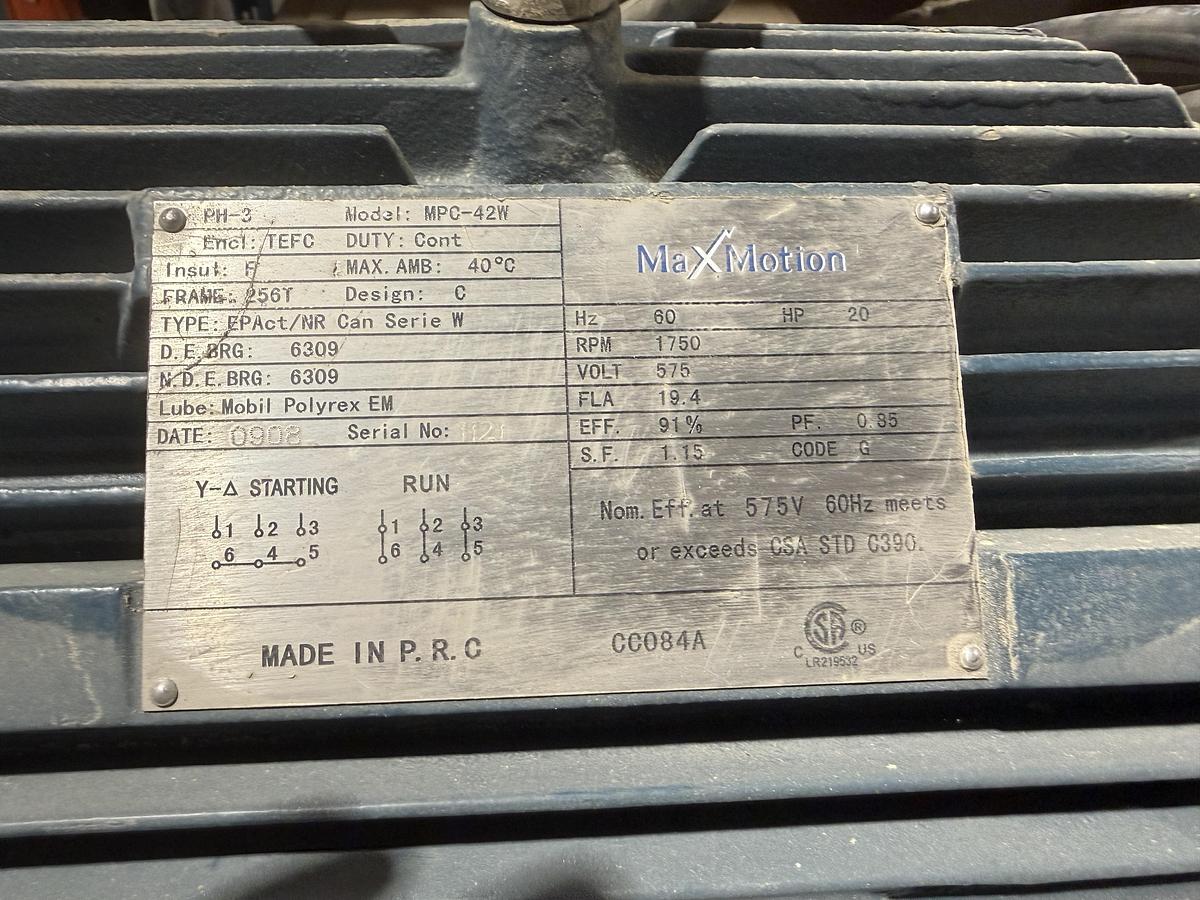 PH-3 Model: MPC-42W
Encl: TEFC DUTY: Cont
Insul: F MAX. AMB: 40°C
FRAME: 256T Design: C
TYPE: EPAct/NR Can Serie W
D.E.BRG: 6309
N.D.E.BRG: 6309
Lube: Mobil Polyrex EM
DATE: 0908 Serial No: 1121
Y-Δ STARTING RUN
1 2 3 1 2 3
6 4 5 6 4 5
MaxMotion
Hz 60 HP 20
RPM 1750
VOLT 575
FLA 19.4
EFF. 91% PF. 0.85
S.F. 1.15 CODE G
Nom. Eff. at 575V 60Hz meets
or exceeds CSA STD C390.
MADE IN P.R.C
CC084A
CSA ®
C US
LR219532